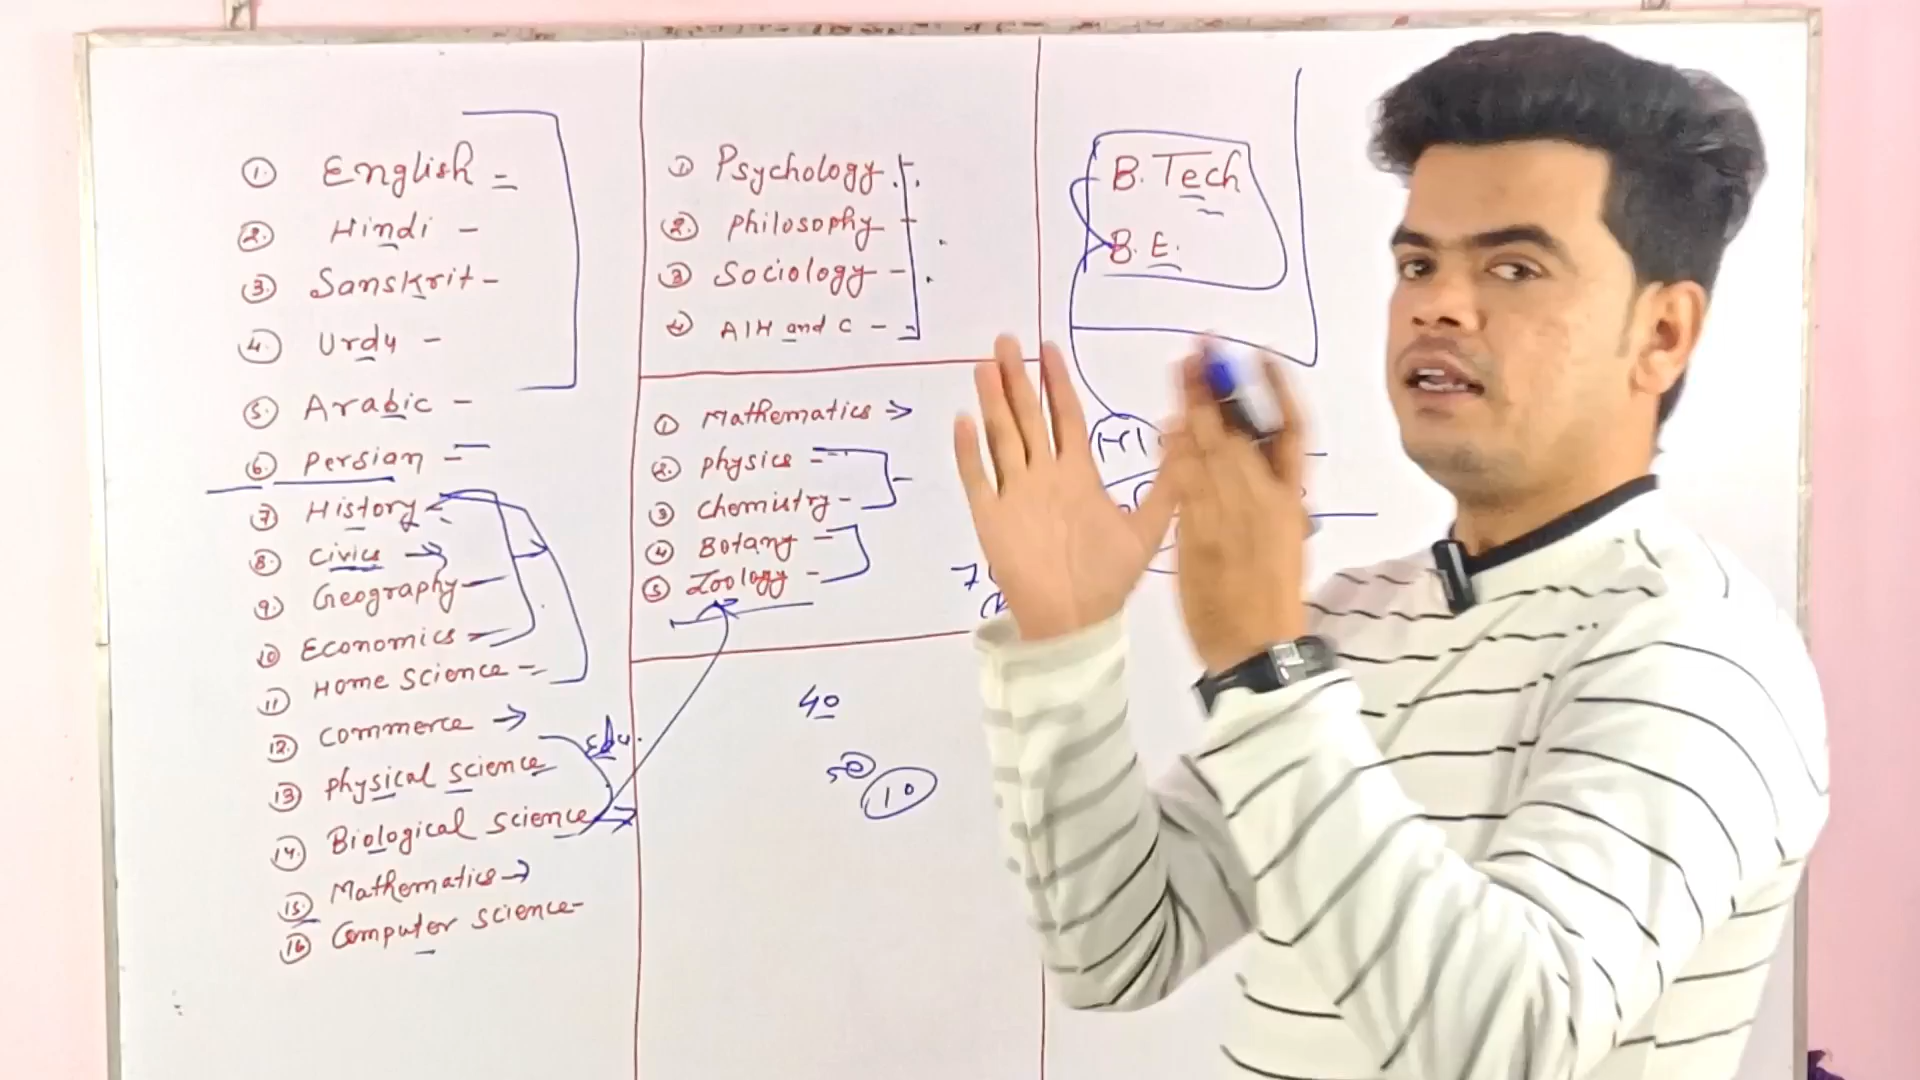 1. English =
2. Hindi -
3. Sanskrit -
4. Urdu -
5. Arabic -
6. Persian =
7 History
8. Civics →
9. Geography -
10 Economics -
11 Home Science -
12. Commerce →
13 Physical Science
14. Biological Science →
15. Mathematics →
16 Computer Science -
Edu.
1 Psychology
2. Philosophy -
3 Sociology -
4 AIH and C -
1 Mathematics →
2. Physics -
3 Chemistry -
4 Botany -
5 Zoology -
40
50
10
B. Tech
B. E.
7